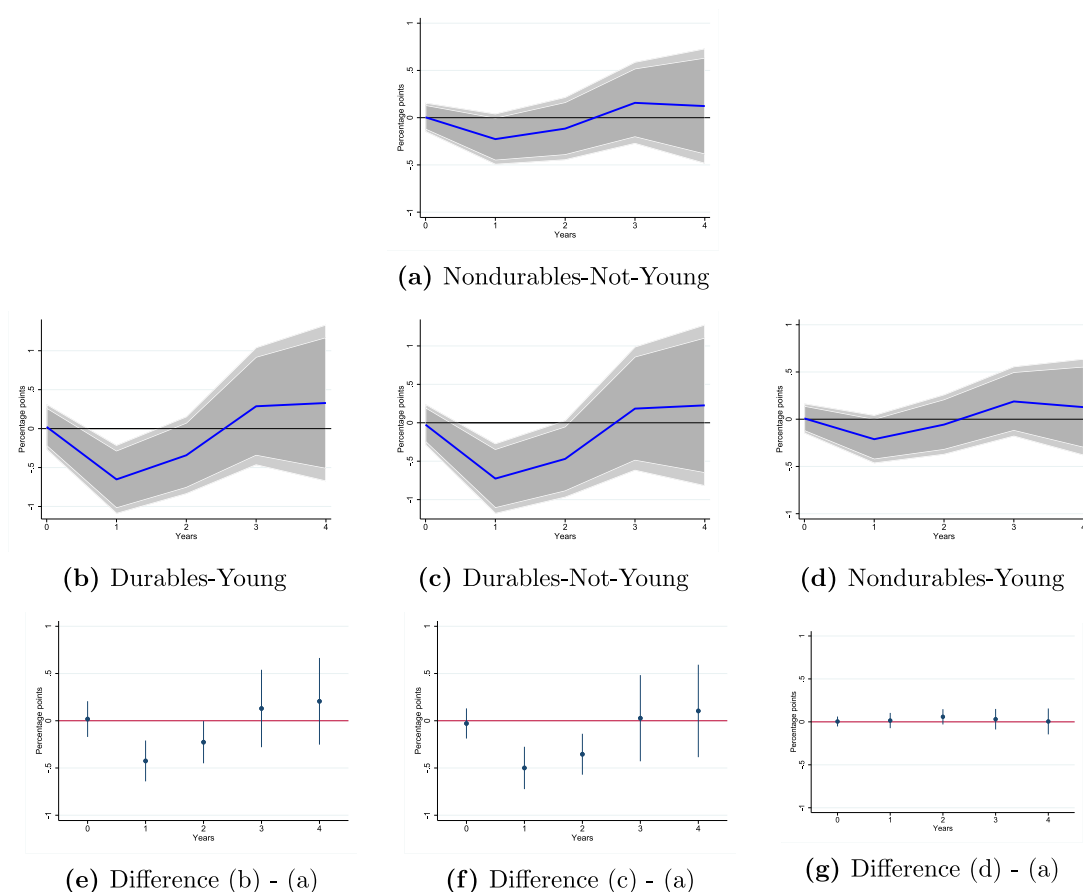 Percentage points
1
.5
0
-.5
-1
0 1 2 3 4
Years
(a) Nondurables-Not-Young
Percentage points
1
.5
0
-.5
-1
0 1 2 3 4
Years
(b) Durables-Young
Percentage points
1
.5
0
-.5
-1
0 1 2 3 4
Years
(c) Durables-Not-Young
Percentage points
1
.5
0
-.5
-1
0 1 2 3 4
Years
(d) Nondurables-Young
Percentage points
1
.5
0
-.5
-1
0 1 2 3 4
Years
(e) Difference (b) - (a)
Percentage points
1
.5
0
-.5
-1
0 1 2 3 4
Years
(f) Difference (c) - (a)
Percentage points
1
.5
0
-.5
-1
0 1 2 3 4
Years
(g) Difference (d) - (a)